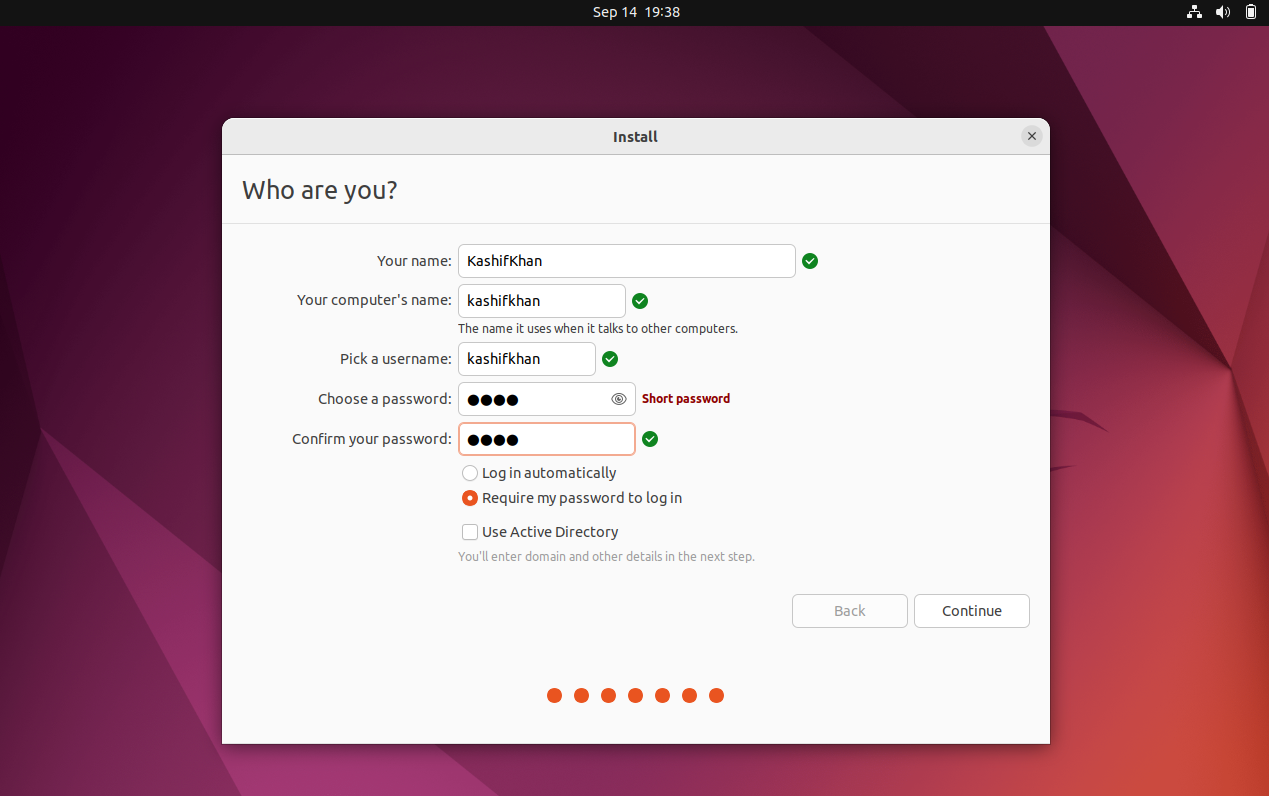 Sep 14 19:38
Install
Who are you?
Your name: KashifKhan
Your computer's name: kashifkhan
The name it uses when it talks to other computers.
Pick a username: kashifkhan
Choose a password: ●●●● Short password
Confirm your password: ●●●●
Log in automatically
Require my password to log in
Use Active Directory
You'll enter domain and other details in the next step.
Back Continue